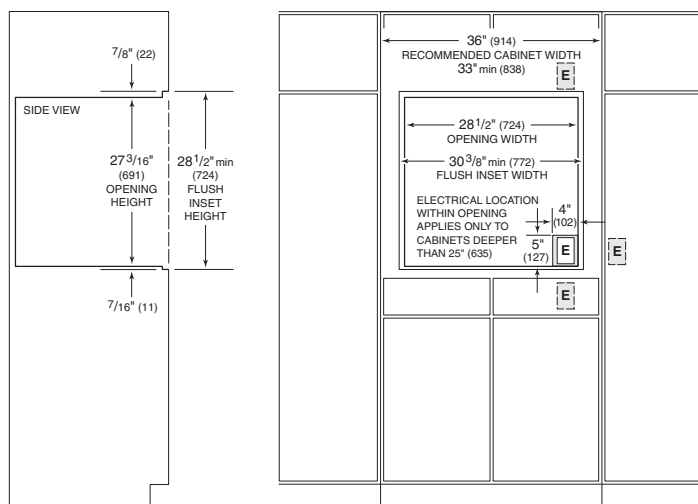 7/8" (22)
SIDE VIEW
27 3/16"
(691)
OPENING
HEIGHT
28 1/2" min
(724)
FLUSH
INSET
HEIGHT
7/16" (11)
36" (914)
RECOMMENDED CABINET WIDTH
33" min (838)
E
28 1/2" (724)
OPENING WIDTH
30 3/8" min (772)
FLUSH INSET WIDTH
ELECTRICAL LOCATION
WITHIN OPENING
APPLIES ONLY TO
CABINETS DEEPER
THAN 25" (635)
4"
(102)
5"
(127)
E
E
E